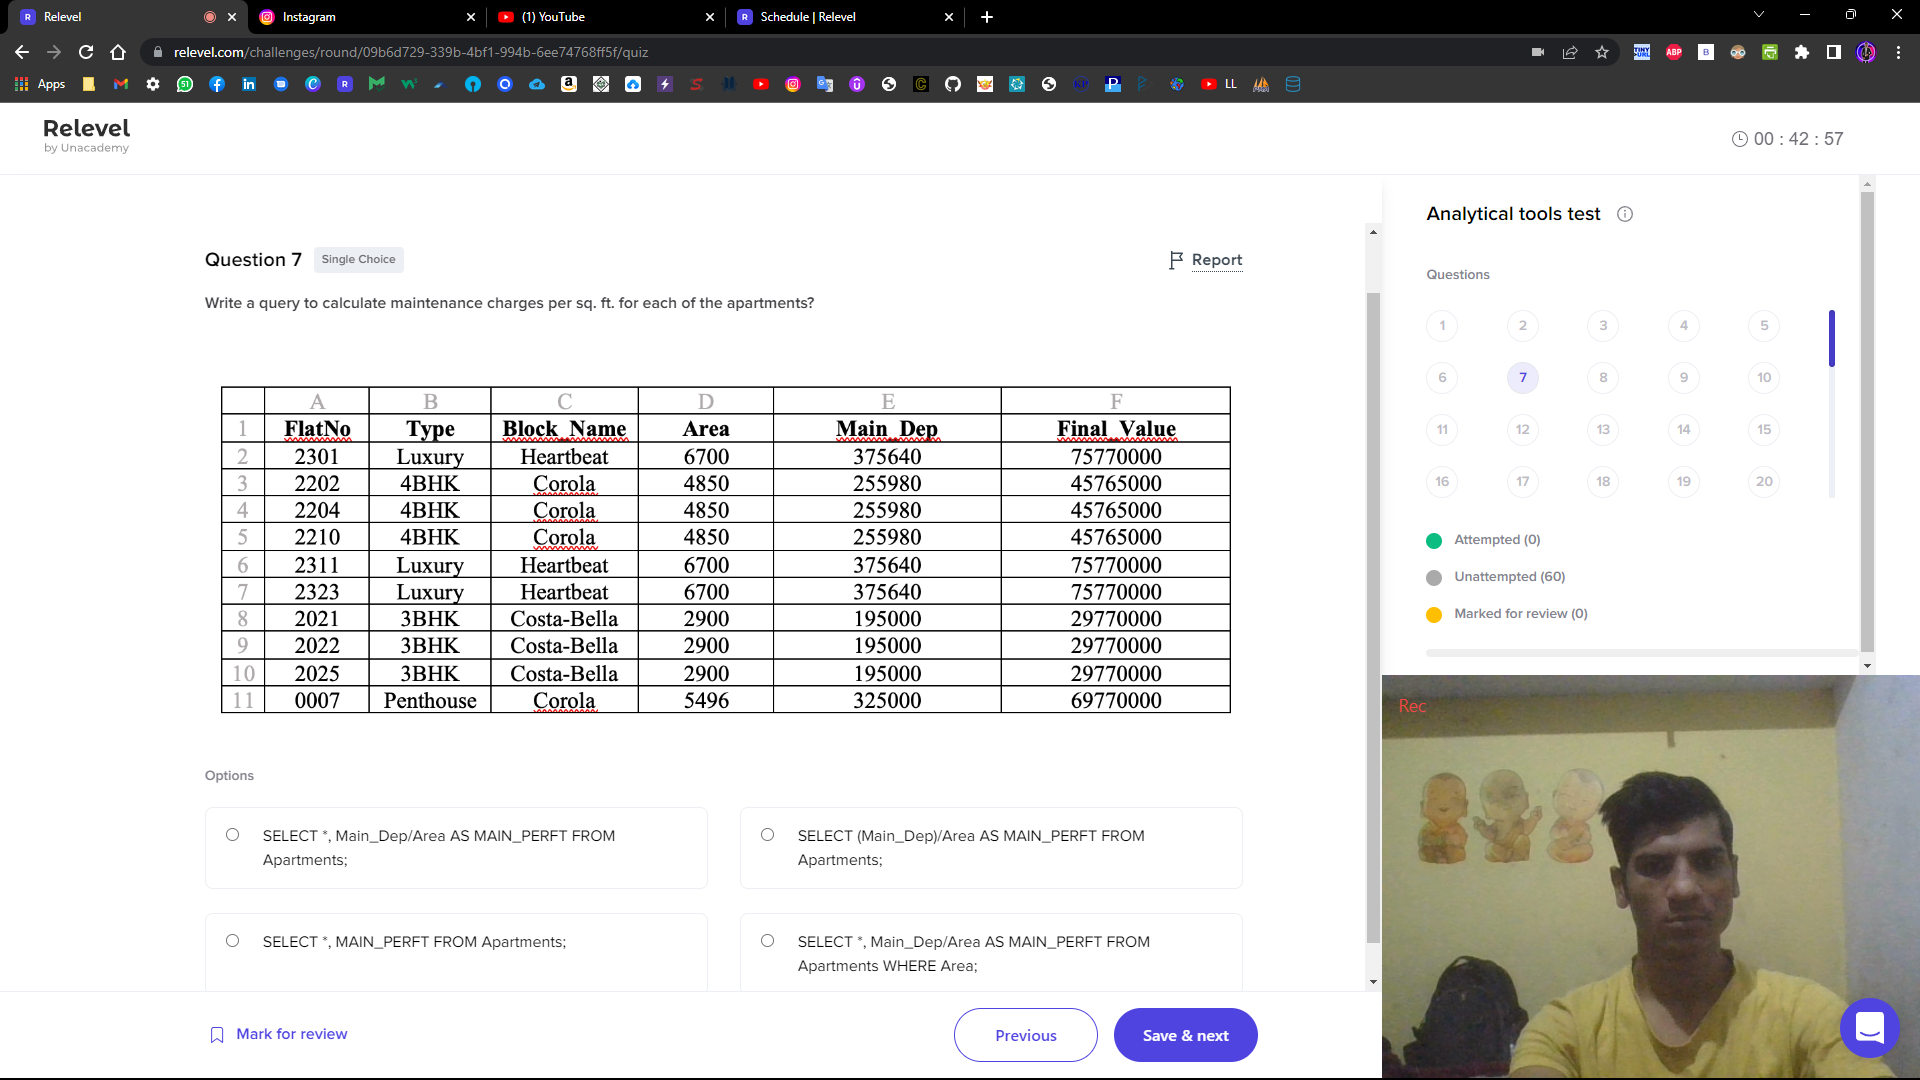 Relevel
Instagram
(1) YouTube
Schedule | Relevel
relevel.com/challenges/round/09b6d729-339b-4bf1-994b-6ee74768ff5f/quiz
Apps
LL
Relevel
by Unacademy
00 : 42 : 57
Question 7
Single Choice
Report
Write a query to calculate maintenance charges per sq. ft. for each of the apartments?
A B C D E F
1 FlatNo Type Block_Name Area Main_Dep Final_Value
2 2301 Luxury Heartbeat 6700 375640 75770000
3 2202 4BHK Corola 4850 255980 45765000
4 2204 4BHK Corola 4850 255980 45765000
5 2210 4BHK Corola 4850 255980 45765000
6 2311 Luxury Heartbeat 6700 375640 75770000
7 2323 Luxury Heartbeat 6700 375640 75770000
8 2021 3BHK Costa-Bella 2900 195000 29770000
9 2022 3BHK Costa-Bella 2900 195000 29770000
10 2025 3BHK Costa-Bella 2900 195000 29770000
11 0007 Penthouse Corola 5496 325000 69770000
Options
SELECT *, Main_Dep/Area AS MAIN_PERFT FROM
Apartments;
SELECT (Main_Dep)/Area AS MAIN_PERFT FROM
Apartments;
SELECT *, MAIN_PERFT FROM Apartments;
SELECT *, Main_Dep/Area AS MAIN_PERFT FROM
Apartments WHERE Area;
Mark for review
Previous
Save & next
Analytical tools test
Questions
1 2 3 4 5
6 7 8 9 10
11 12 13 14 15
16 17 18 19 20
Attempted (0)
Unattempted (60)
Marked for review (0)
Rec